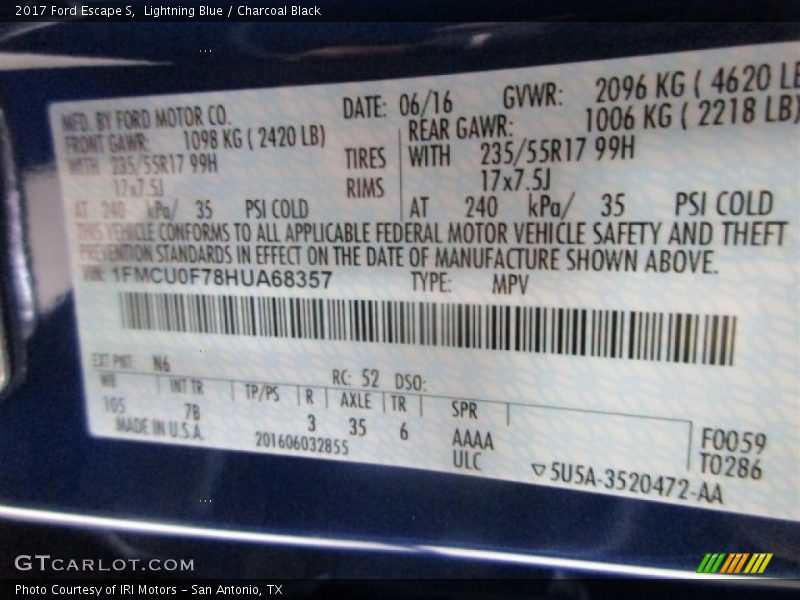 2017 Ford Escape S,  Lightning Blue / Charcoal Black
MFD. BY FORD MOTOR CO. DATE: 06/16 GVWR: 2096 KG ( 4620 LB
FRONT GAWR: 1098 KG ( 2420 LB) REAR GAWR: 1006 KG ( 2218 LB)
WITH 235/55R17 99H TIRES WITH 235/55R17 99H
17x7.5J RIMS 17x7.5J
AT 240 kPa/ 35 PSI COLD AT 240 kPa/ 35 PSI COLD
THIS VEHICLE CONFORMS TO ALL APPLICABLE FEDERAL MOTOR VEHICLE SAFETY AND THEFT
PREVENTION STANDARDS IN EFFECT ON THE DATE OF MANUFACTURE SHOWN ABOVE.
VIN: 1FMCU0F78HUA68357 TYPE: MPV
EXT PNT: N6 RC: 52 DSO:
WB INT TR TP/PS R AXLE TR SPR
105 7B 3 35 6 AAAA F0059
MADE IN U.S.A. 201606032855 ULC T0286
▽5U5A-3520472-AA
GTcarlot.com
Photo Courtesy of IRI Motors – San Antonio, TX